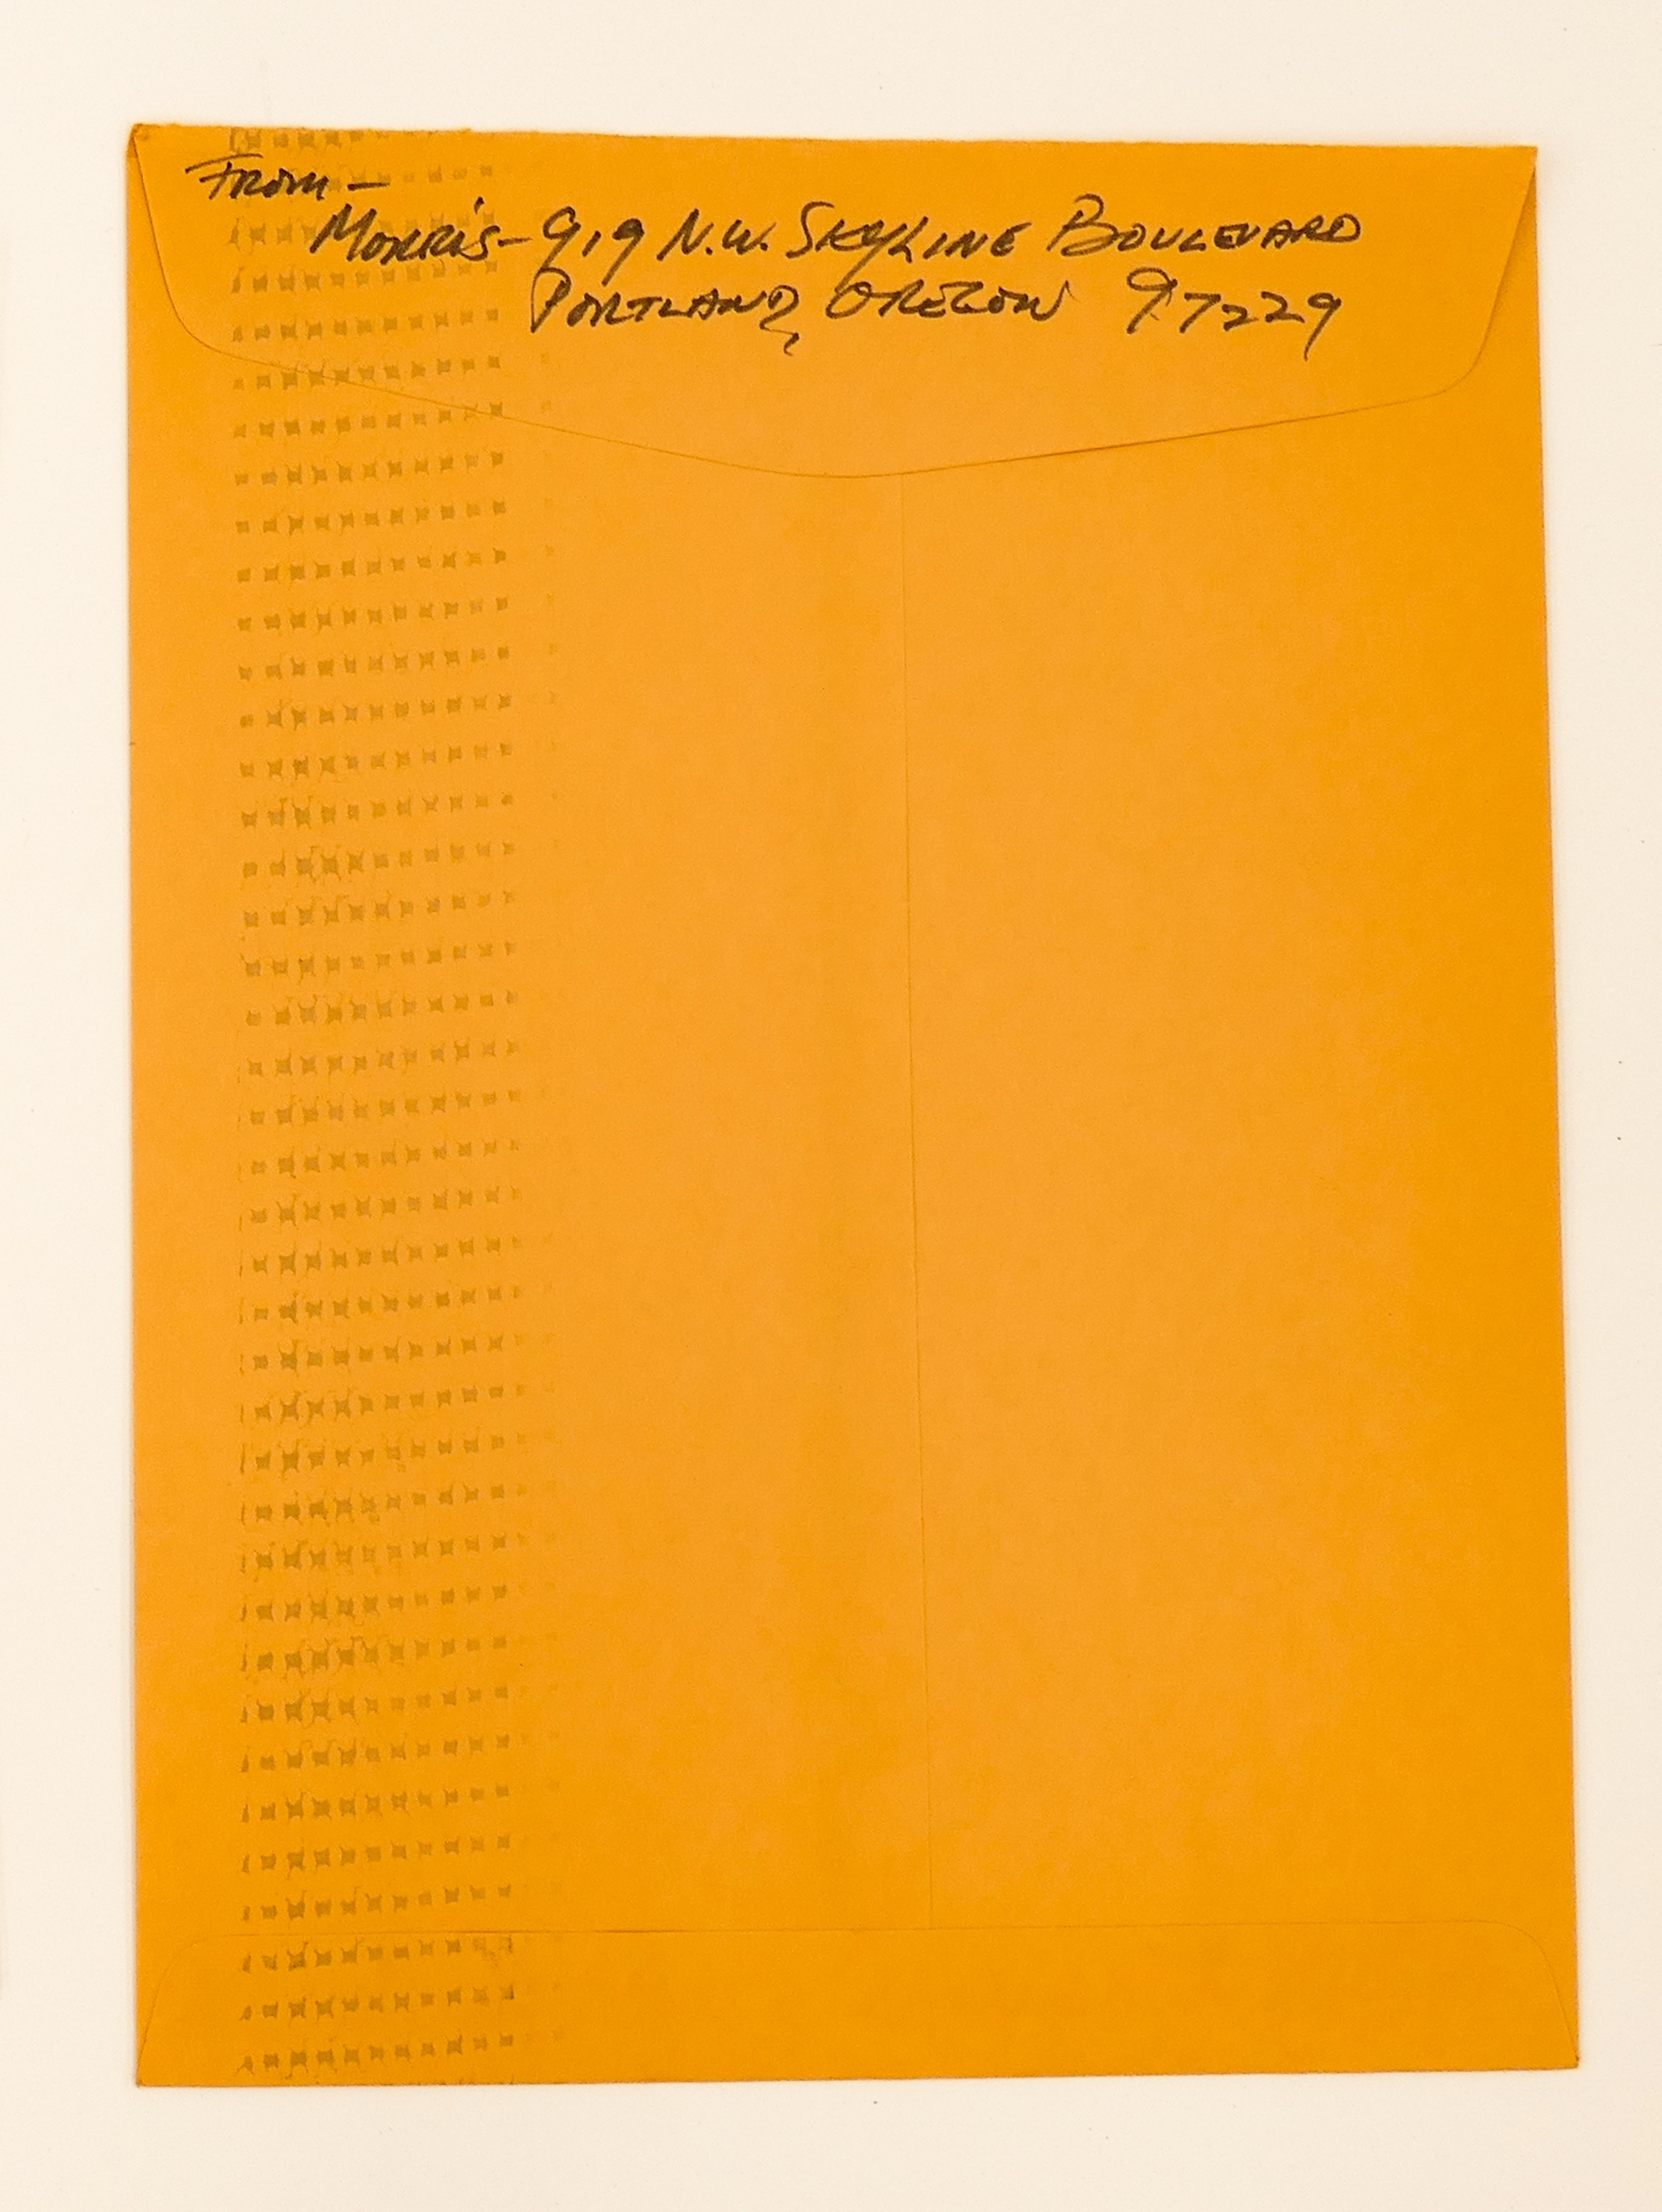 From -
Morris - 919 N.W. SKYLINE BOULEVARD
PORTLAND, OREGON 97229